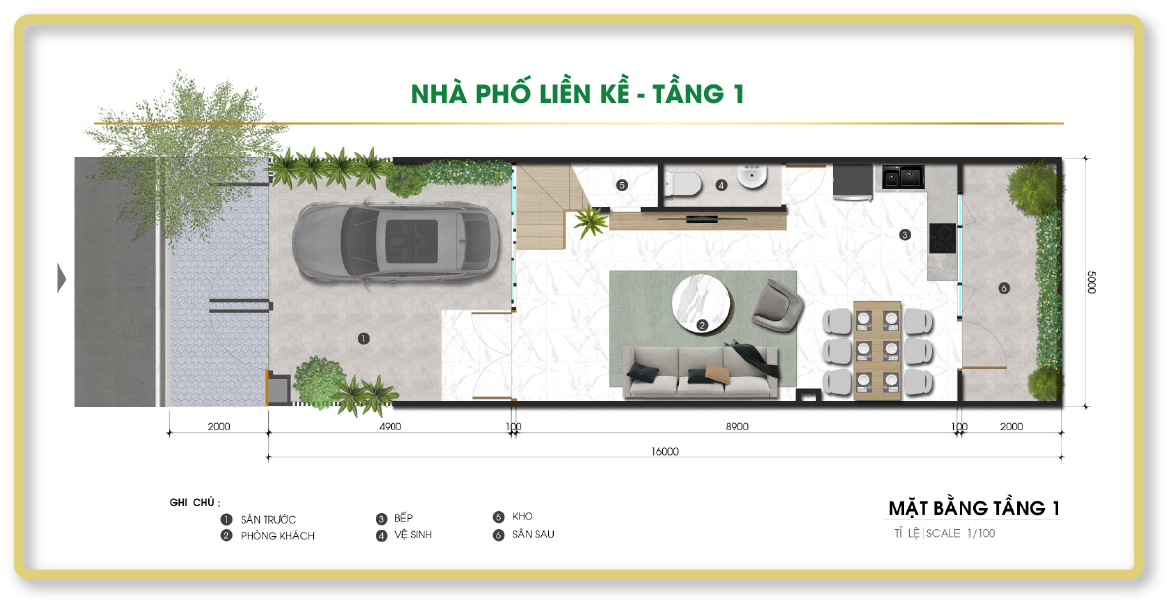 NHÀ PHỐ LIỀN KỀ - TẦNG 1
5
4
3
2
1
6
5000
2000
4900
100
8900
100
2000
16000
GHI CHÚ :
1 SÂN TRƯỚC
2 PHÒNG KHÁCH
3 BẾP
4 VỆ SINH
5 KHO
6 SÂN SAU
MẶT BẰNG TẦNG 1
TỈ LỆ | SCALE 1/100